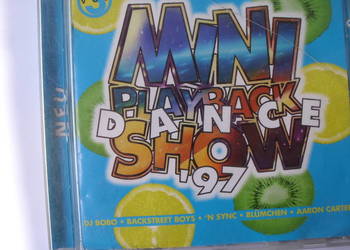 NEU
MINI
PLAYBACK
DANCE
SHOW
'97
DJ BOBO • BACKSTREET BOYS • 'N SYNC • BLÜMCHEN • AARON CARTER